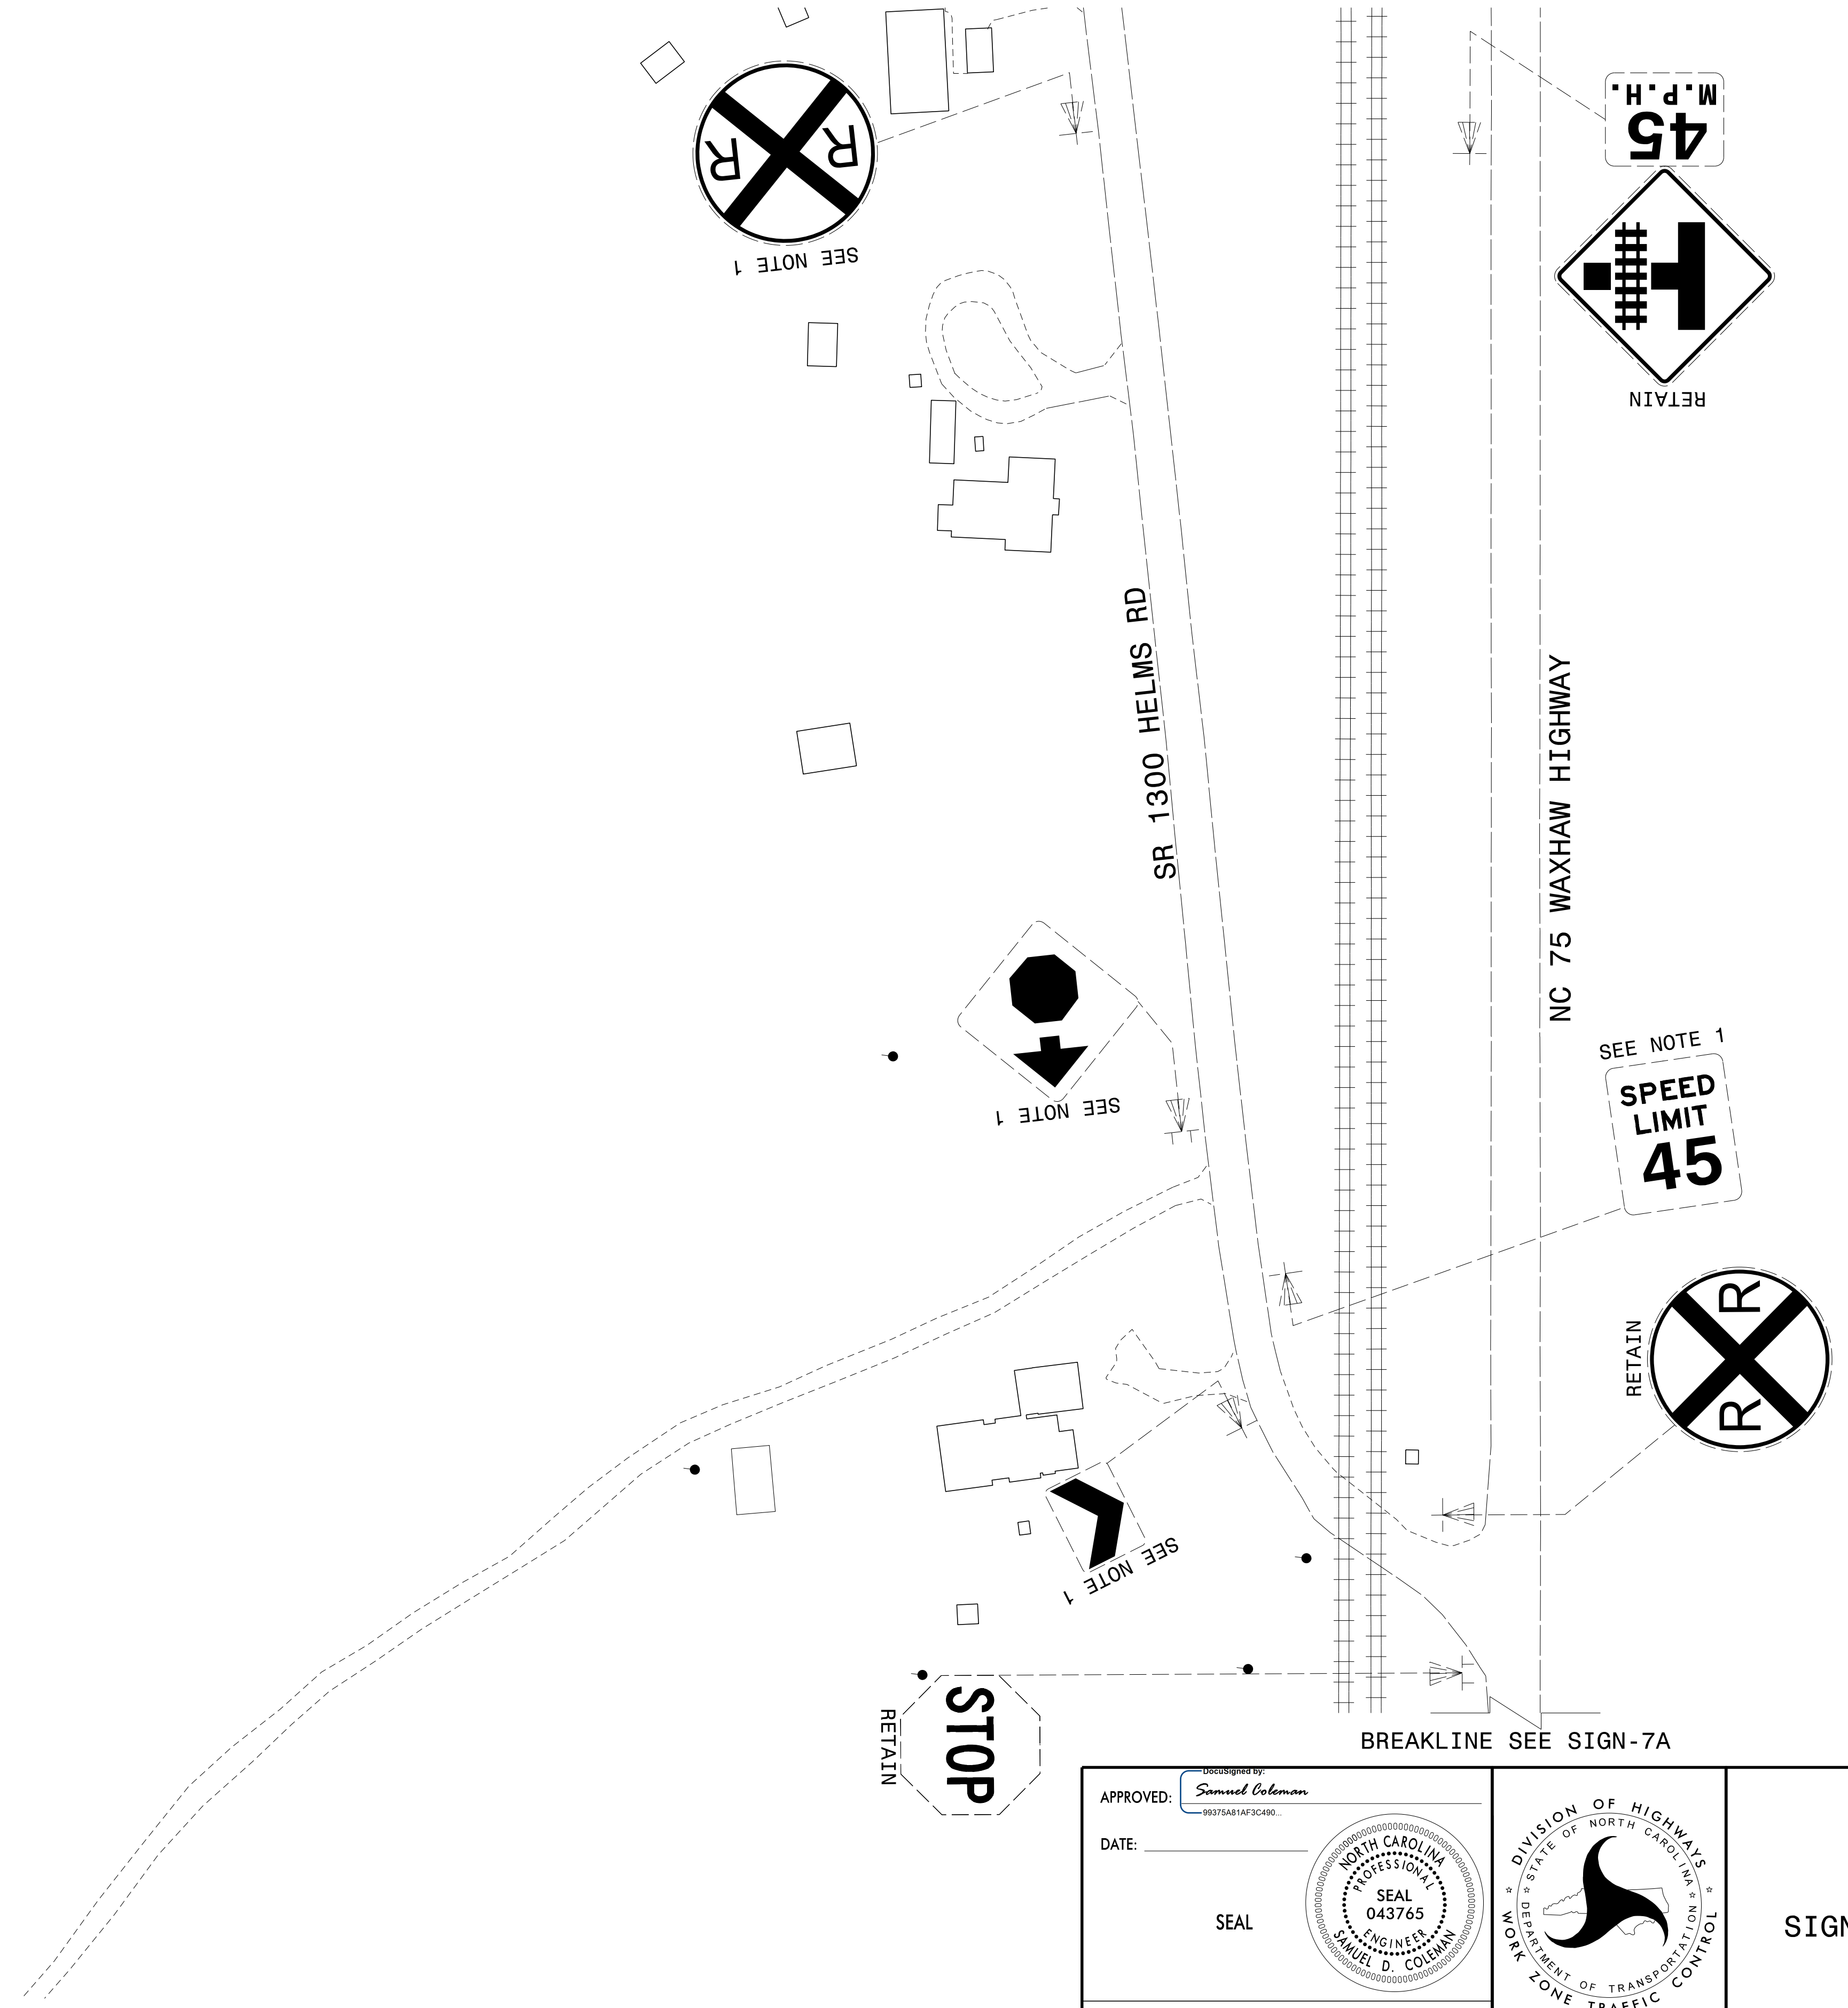 M.P.H.
45
R R
SEE NOTE 1
RETAIN
SR 1300 HELMS RD
NC 75 WAXHAW HIGHWAY
SEE NOTE 1
SEE NOTE 1
SPEED
LIMIT
45
RETAIN
R R
SEE NOTE 1
RETAIN
STOP
BREAKLINE SEE SIGN-7A
APPROVED:
DocuSigned by:
Samuel Coleman
99375A81AF3C490...
DATE:
SEAL
NORTH CAROLINA
PROFESSIONAL
SEAL
043765
ENGINEER
SAMUEL D. COLEMAN
DIVISION OF HIGHWAYS
STATE OF NORTH CAROLINA
DEPARTMENT OF TRANSPORTATION
WORK ZONE TRAFFIC CONTROL